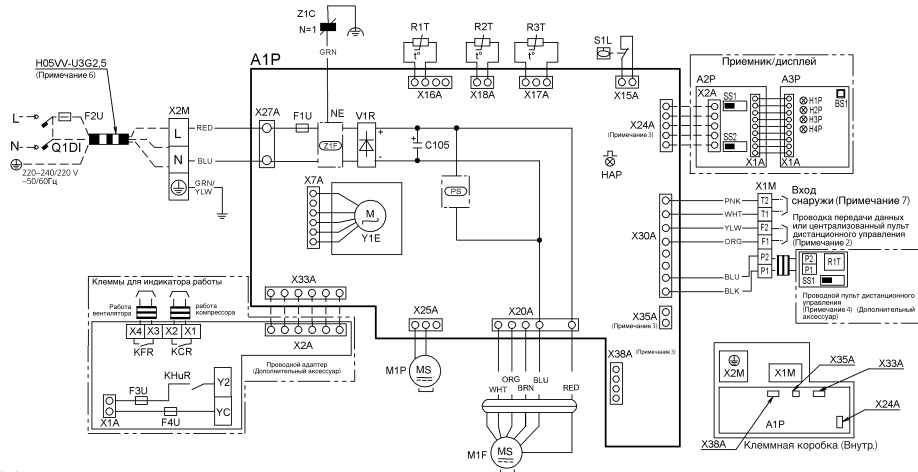 Z1C
N=1
GRN
R1T
t°
R2T
t°
R3T
t°
S1L
X16A
X18A
X17A
X15A
A1P
H05VV-U3G2,5
(Примечание 6)
L
F2U
N
Q1DI
220–240/220 V
~50/60Гц
X2M
L
N
RED
BLU
GRN/
YLW
X27A
F1U
NE
Z1F
V1R
+
-
+
C105
PS
X7A
M
Y1E
X24A
(Примечание 3)
HAP
Приемник/дисплей
A2P
X2A
SS1
SS2
X1A
A3P
BS1
H1P
H2P
H3P
H4P
X1A
X30A
PNK
WHT
YLW
ORG
BLU
BLK
X1M
T2
T1
F2
F1
P2
P1
Вход
снаружи (Примечание 7)
Проводка передачи данных
или централизованный пульт
дистанционного управления
(Примечание 2)
P2
P1
R1T
SS1
Проводной пульт дистанционного
управления
(Примечание 4) (Дополнительный
аксессуар)
X35A
(Примечание 3)
X38A (Примечание 3)
Клеммы для индикатора работы
Работа
вентилятора
работа
компрессора
X4 X3 X2 X1
KFR
KCR
KHuR
F3U
F4U
X1A
Y2
YC
X33A
X2A
Проводной адаптер
(Дополнительный аксессуар)
X25A
M1P
MS
X20A
WHT
ORG
BRN
BLU
RED
M1F
MS
X2M
X1M
X35A
X33A
X24A
A1P
X38A
Клеммная коробка (Внутр.)